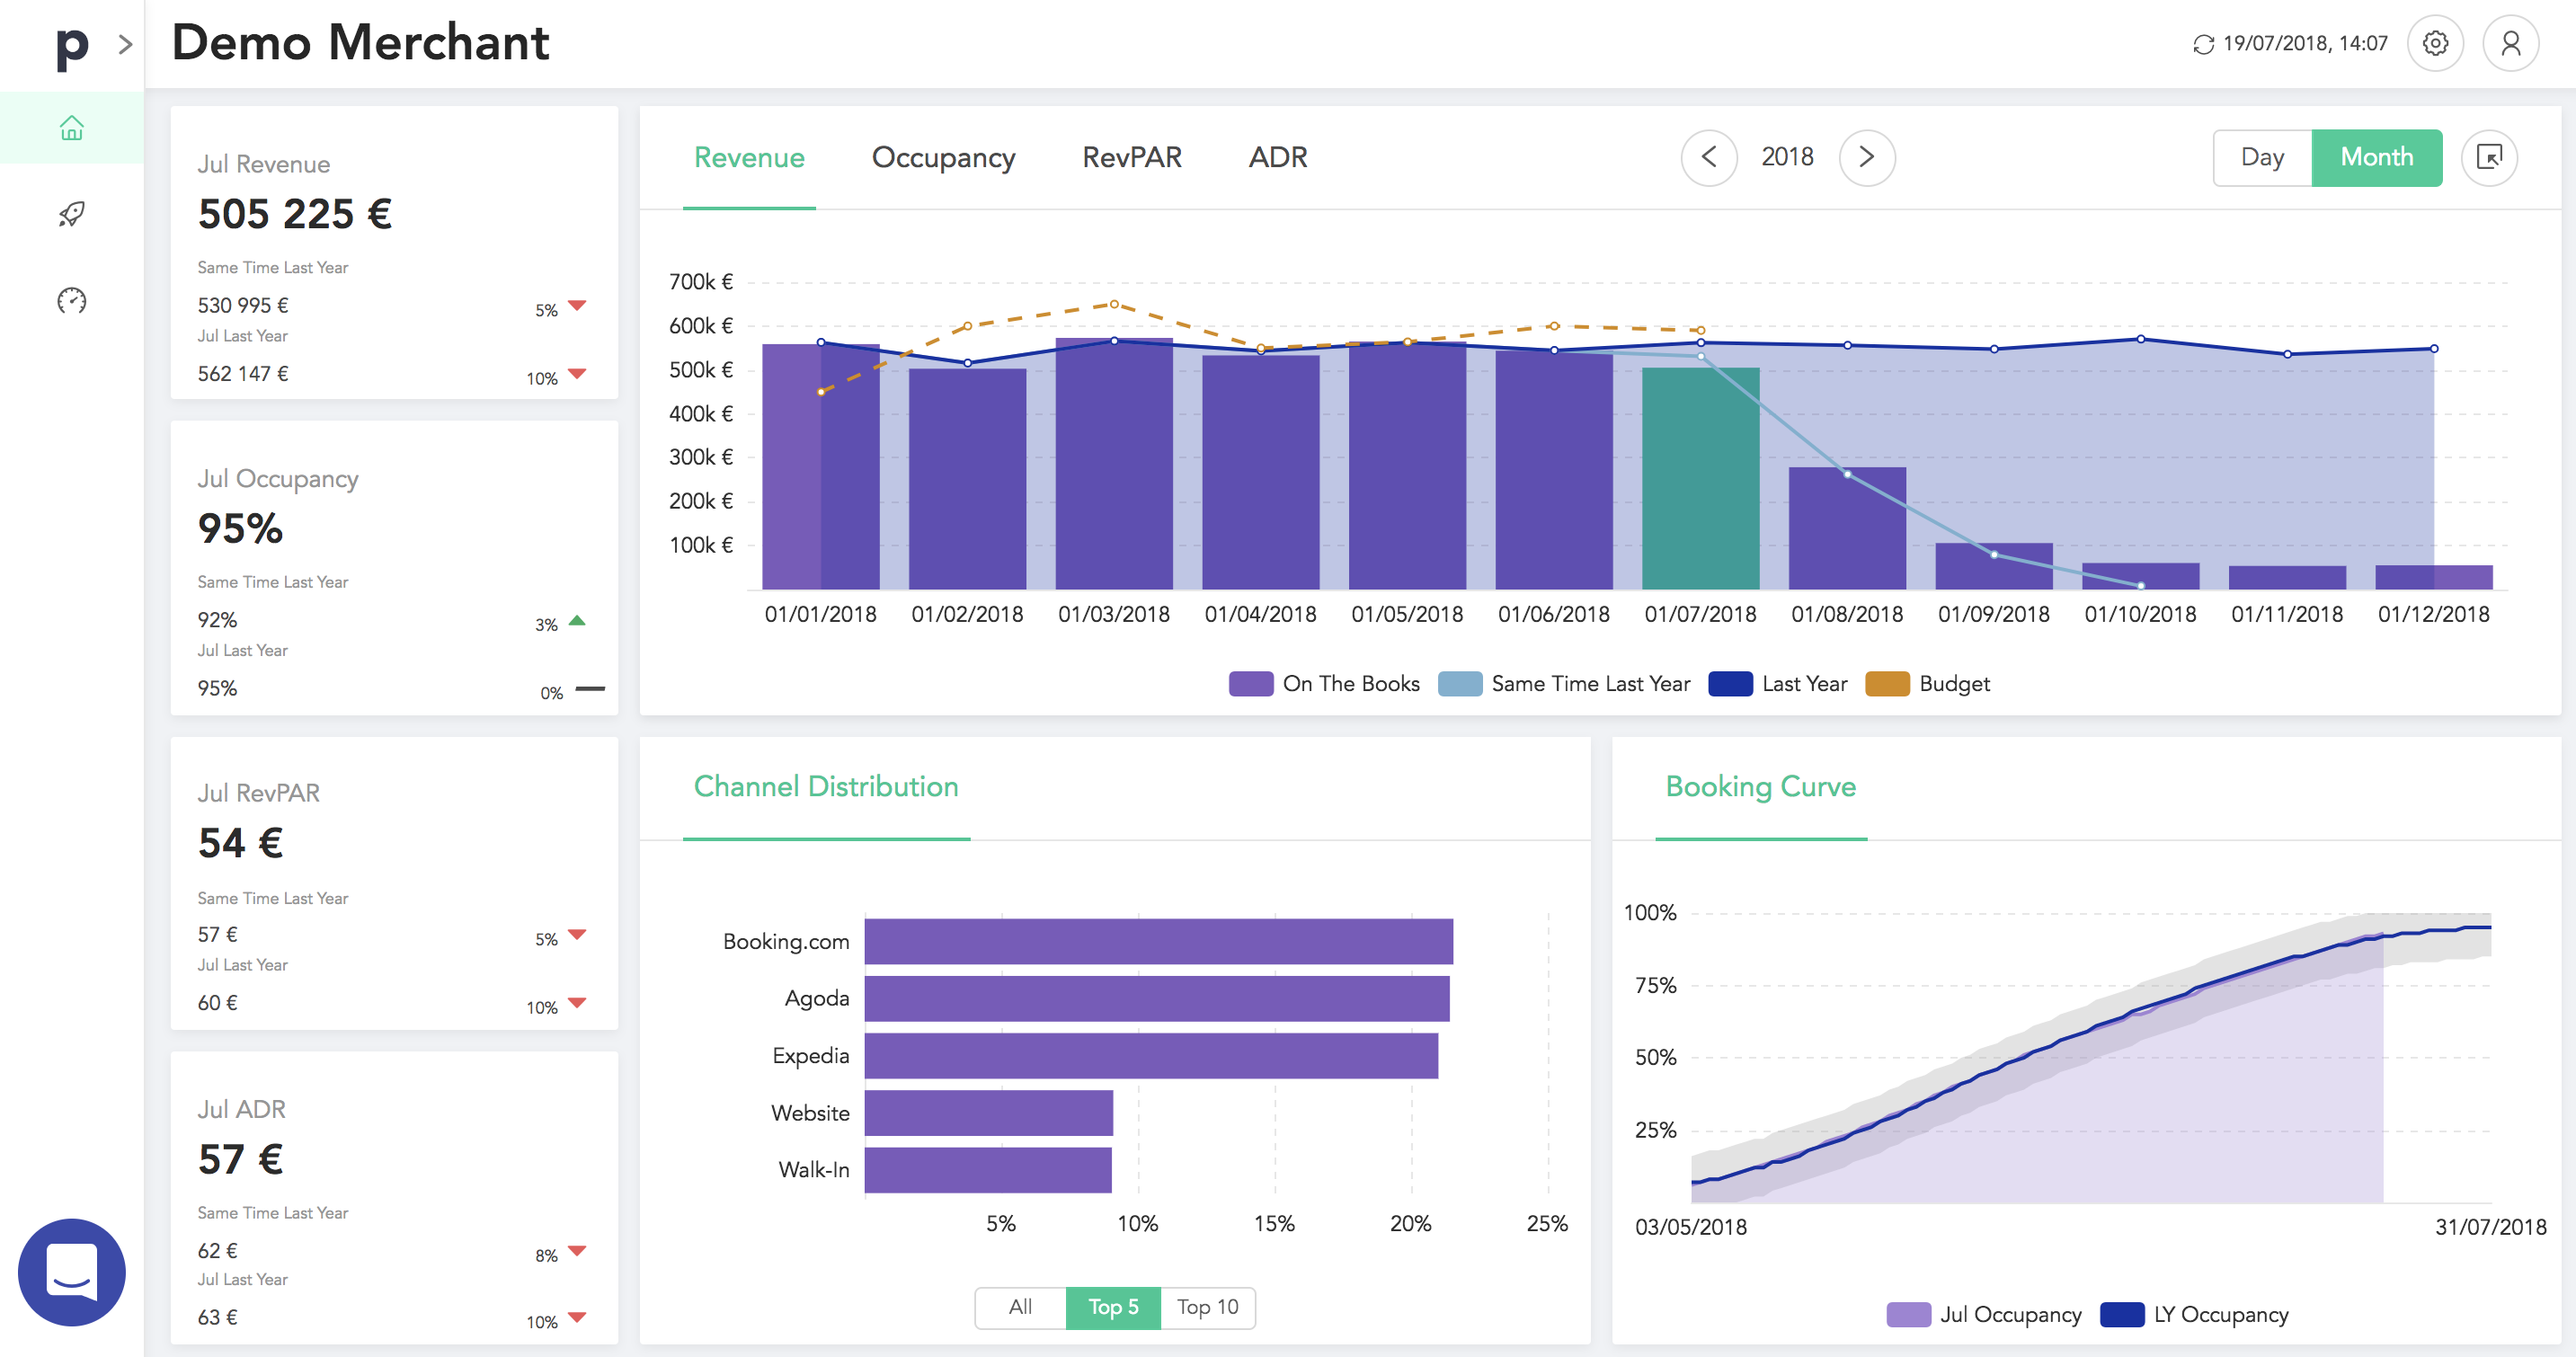 p
Demo Merchant
19/07/2018, 14:07
Jul Revenue
505 225 €
Same Time Last Year
530 995 €
5%
Jul Last Year
562 147 €
10%
Jul Occupancy
95%
Same Time Last Year
92%
3%
Jul Last Year
95%
0%
Jul RevPAR
54 €
Same Time Last Year
57 €
5%
Jul Last Year
60 €
10%
Jul ADR
57 €
Same Time Last Year
62 €
8%
Jul Last Year
63 €
10%
Revenue Occupancy RevPAR ADR
2018
Day Month
700k €
600k €
500k €
400k €
300k €
200k €
100k €
01/01/2018 01/02/2018 01/03/2018 01/04/2018 01/05/2018 01/06/2018 01/07/2018 01/08/2018 01/09/2018 01/10/2018 01/11/2018 01/12/2018
On The Books Same Time Last Year Last Year Budget
Channel Distribution
Booking.com
Agoda
Expedia
Website
Walk-In
5% 10% 15% 20% 25%
All Top 5 Top 10
Booking Curve
100%
75%
50%
25%
03/05/2018 31/07/2018
Jul Occupancy LY Occupancy